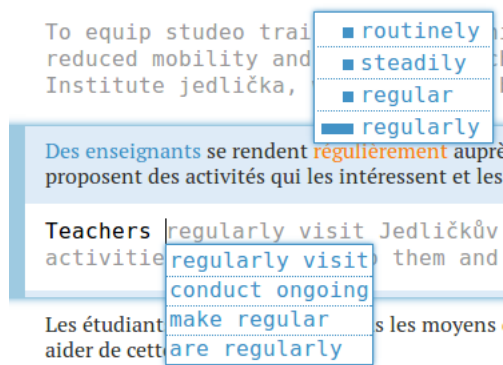 To equip studeo trai
reduced mobility and
Institute jedlička,
routinely
steadily
regular
regularly
Des enseignants se rendent régulièrement auprè
proposent des activités qui les intéressent et les
Teachers regularly visit Jedličkův
activitie them and
regularly visit
conduct ongoing
make regular
are regularly
Les étudiant s les moyens
aider de cett